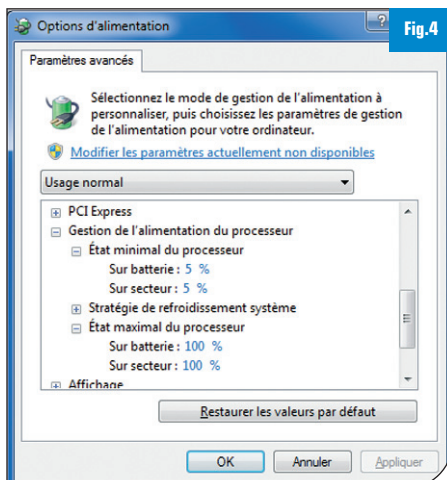 Options d'alimentation
?
Fig.4
Paramètres avancés
Sélectionnez le mode de gestion de l'alimentation à
personnaliser, puis choisissez les paramètres de gestion
de l'alimentation pour votre ordinateur.
Modifier les paramètres actuellement non disponibles
Usage normal
PCI Express
Gestion de l'alimentation du processeur
État minimal du processeur
Sur batterie : 5 %
Sur secteur : 5 %
Stratégie de refroidissement système
État maximal du processeur
Sur batterie : 100 %
Sur secteur : 100 %
Affichage
Restaurer les valeurs par défaut
OK Annuler Appliquer